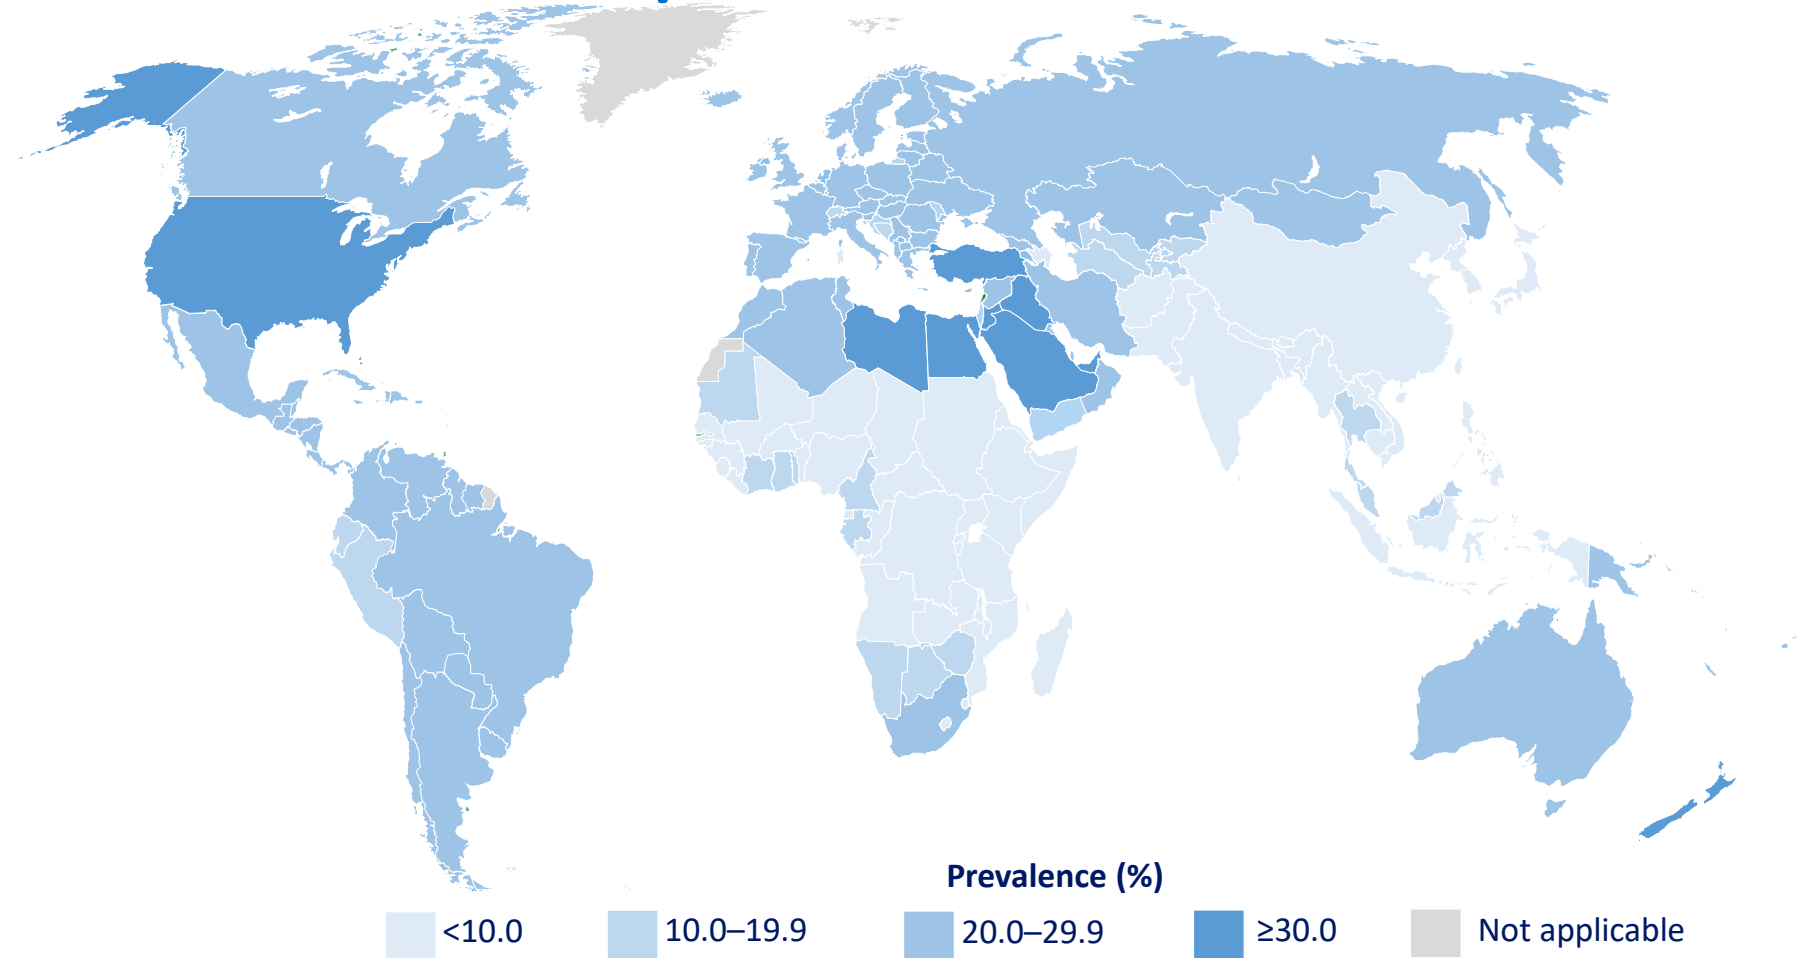 Prevalence (%)
<10.0
10.0–19.9
20.0–29.9
≥30.0
Not applicable